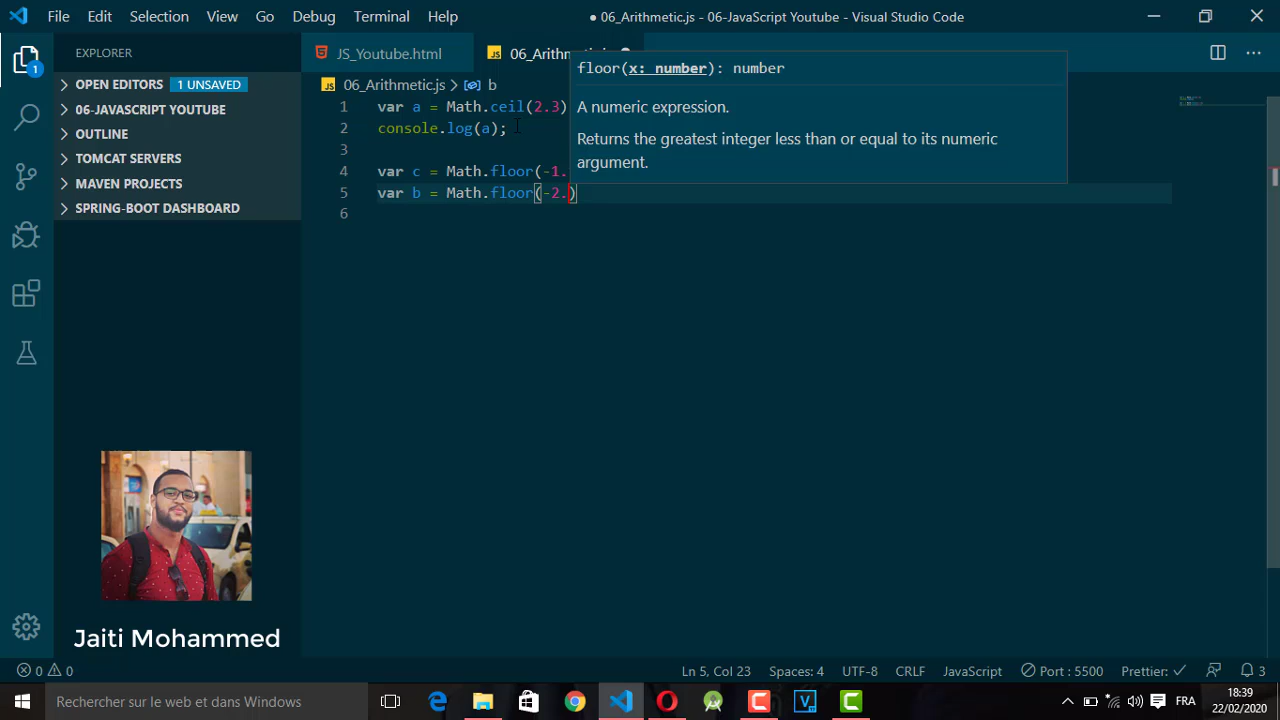 File Edit Selection View Go Debug Terminal Help
● 06_Arithmetic.js - 06-JavaScript Youtube - Visual Studio Code
EXPLORER
OPEN EDITORS 1 UNSAVED
06-JAVASCRIPT YOUTUBE
OUTLINE
TOMCAT SERVERS
MAVEN PROJECTS
SPRING-BOOT DASHBOARD
1
JS_Youtube.html
JS 06_Arithmetic
JS 06_Arithmetic.js > b
floor(x: number): number
A numeric expression.
Returns the greatest integer less than or equal to its numeric
argument.
1 var a = Math.ceil(2.3)
2 console.log(a);
3
4 var c = Math.floor(-1.
5 var b = Math.floor(-2.)
6
Jaiti Mohammed
0 0
Ln 5, Col 23 Spaces: 4 UTF-8 CRLF JavaScript Port : 5500 Prettier: ✓ 3
Rechercher dans Windows
FRA
18:39
22/02/2020